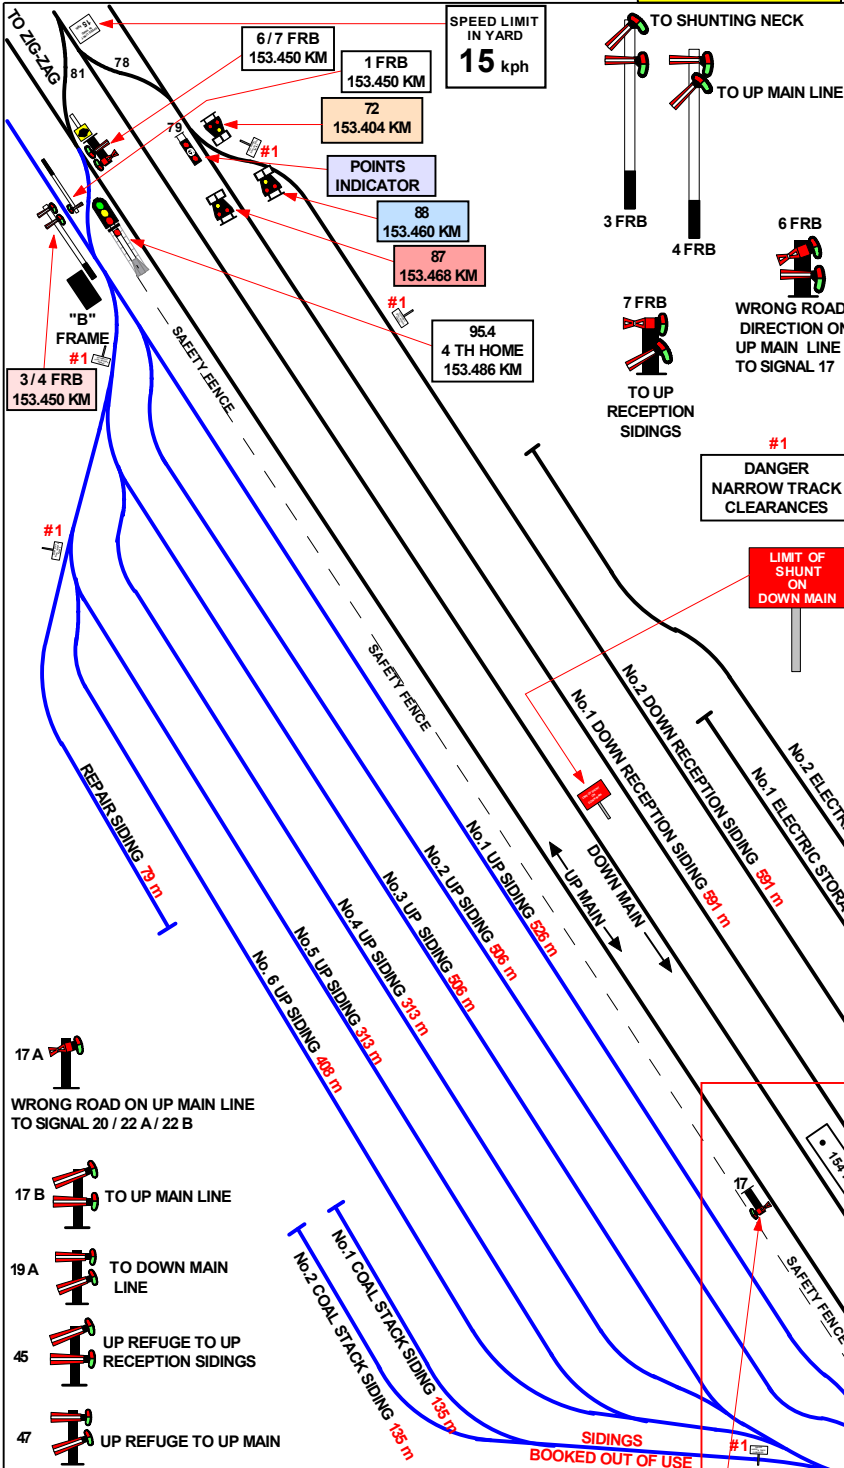 TO ZIG-ZAG
81
78
79
SPEED LIMIT
IN YARD
15 kph
6 / 7 FRB
153.450 KM
1 FRB
153.450 KM
72
153.404 KM
#1
POINTS
INDICATOR
88
153.460 KM
87
153.468 KM
#1
95.4
4 TH HOME
153.486 KM
"B"
FRAME
#1
3 / 4 FRB
153.450 KM
SAFETY FENCE
TO SHUNTING NECK
TO UP MAIN LINE
3 FRB
4 FRB
6 FRB
WRONG ROAD
DIRECTION ON
UP MAIN LINE
TO SIGNAL 17
7 FRB
TO UP
RECEPTION
SIDINGS
#1
DANGER
NARROW TRACK
CLEARANCES
#1
LIMIT OF
SHUNT
ON
DOWN MAIN
SAFETY FENCE
No.2 DOWN RECEPTION SIDING 591 m
No.1 DOWN RECEPTION SIDING 591 m
No.2 ELECTRI
No.1 ELECTRIC STORA
DOWN MAIN
UP MAIN
REPAIR SIDING 79 m
No.1 UP SIDING 526 m
No.2 UP SIDING 506 m
No.3 UP SIDING 506 m
No.4 UP SIDING 313 m
No.5 UP SIDING 313 m
No. 6 UP SIDING 408 m
17 A
WRONG ROAD ON UP MAIN LINE
TO SIGNAL 20 / 22 A / 22 B
17 B
TO UP MAIN LINE
19 A
TO DOWN MAIN
LINE
45
UP REFUGE TO UP
RECEPTION SIDINGS
47
UP REFUGE TO UP MAIN
No.1 COAL STACK SIDING 135 m
No.2 COAL STACK SIDING 135 m
17
154
SAFETY FENCE
SIDINGS
BOOKED OUT OF USE
#1